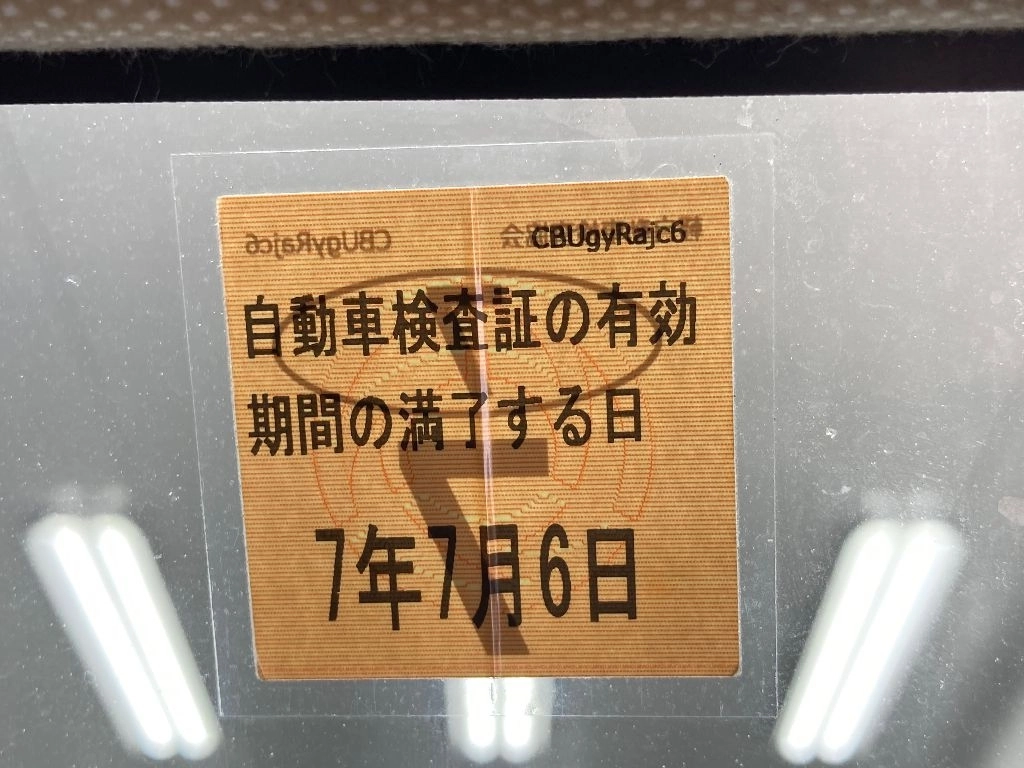 CBUgyRajc6
自動車検査証の有効
期間の満了する日
7年7月6日